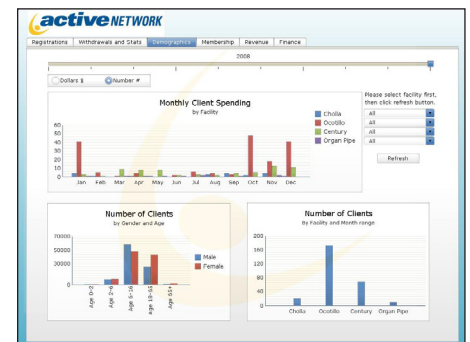 active NETWORK
Registrations Withdrawals and Stats Demographics Membership Revenue Finance
2008
Dollars $ Number #
Please select facility first,
then click refresh button.
All
All
All
All
Refresh
Monthly Client Spending
by Facility
60
50
40
30
20
10
0
Jan Feb Mar Apr May Jun Jul Aug Sep Oct Nov Dec
Cholla
Ocotillo
Century
Organ Pipe
Number of Clients
by Gender and Age
70000
50000
30000
0
Age 0-2
Age 2-6
Age 6-16
Age 18-55
Age 55+
Male
Female
Number of Clients
by Facility and Month range
200
160
120
80
40
0
Cholla Ocotillo Century Organ Pipe